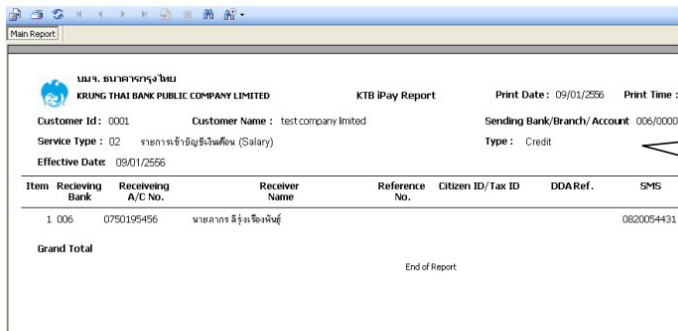 Main Report
บมจ. ธนาคารกรุงไทย
KRUNG THAI BANK PUBLIC COMPANY LIMITED KTB iPay Report Print Date : 09/01/2556 Print Time :
Customer Id : 0001 Customer Name : test company limited Sending Bank/Branch/Account 006/0000
Service Type : 02 รายการเข้าบัญชีเงินเดือน (Salary) Type : Credit
Effective Date: 09/01/2556
Item Recieving Receiveing Receiver Reference Citizen ID/Tax ID DDA Ref. SMS
Bank A/C No. Name No.
1 006 0750195456 นายภากร ลิรุ่งเรืองพันธุ์ 0820054431
Grand Total
End of Report